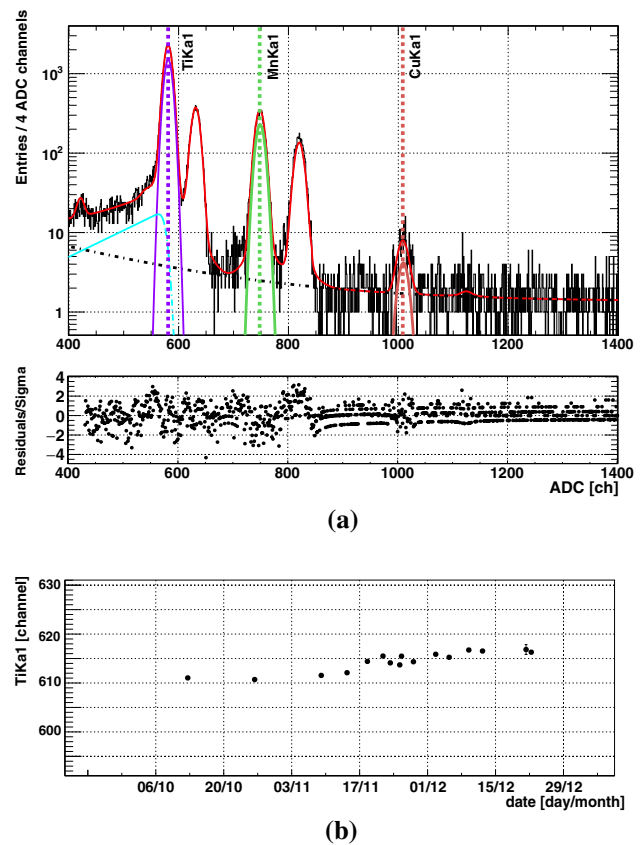 Entries / 4 ADC channels
10³
10²
10
1
TiKa1
MnKa1
CuKa1
400 600 800 1000 1200 1400
Residuals/Sigma
4
2
0
−2
−4
400 600 800 1000 1200 1400
ADC [ch]
(a)
TiKa1 [channel]
630
620
610
600
06/10 20/10 03/11 17/11 01/12 15/12 29/12
date [day/month]
(b)